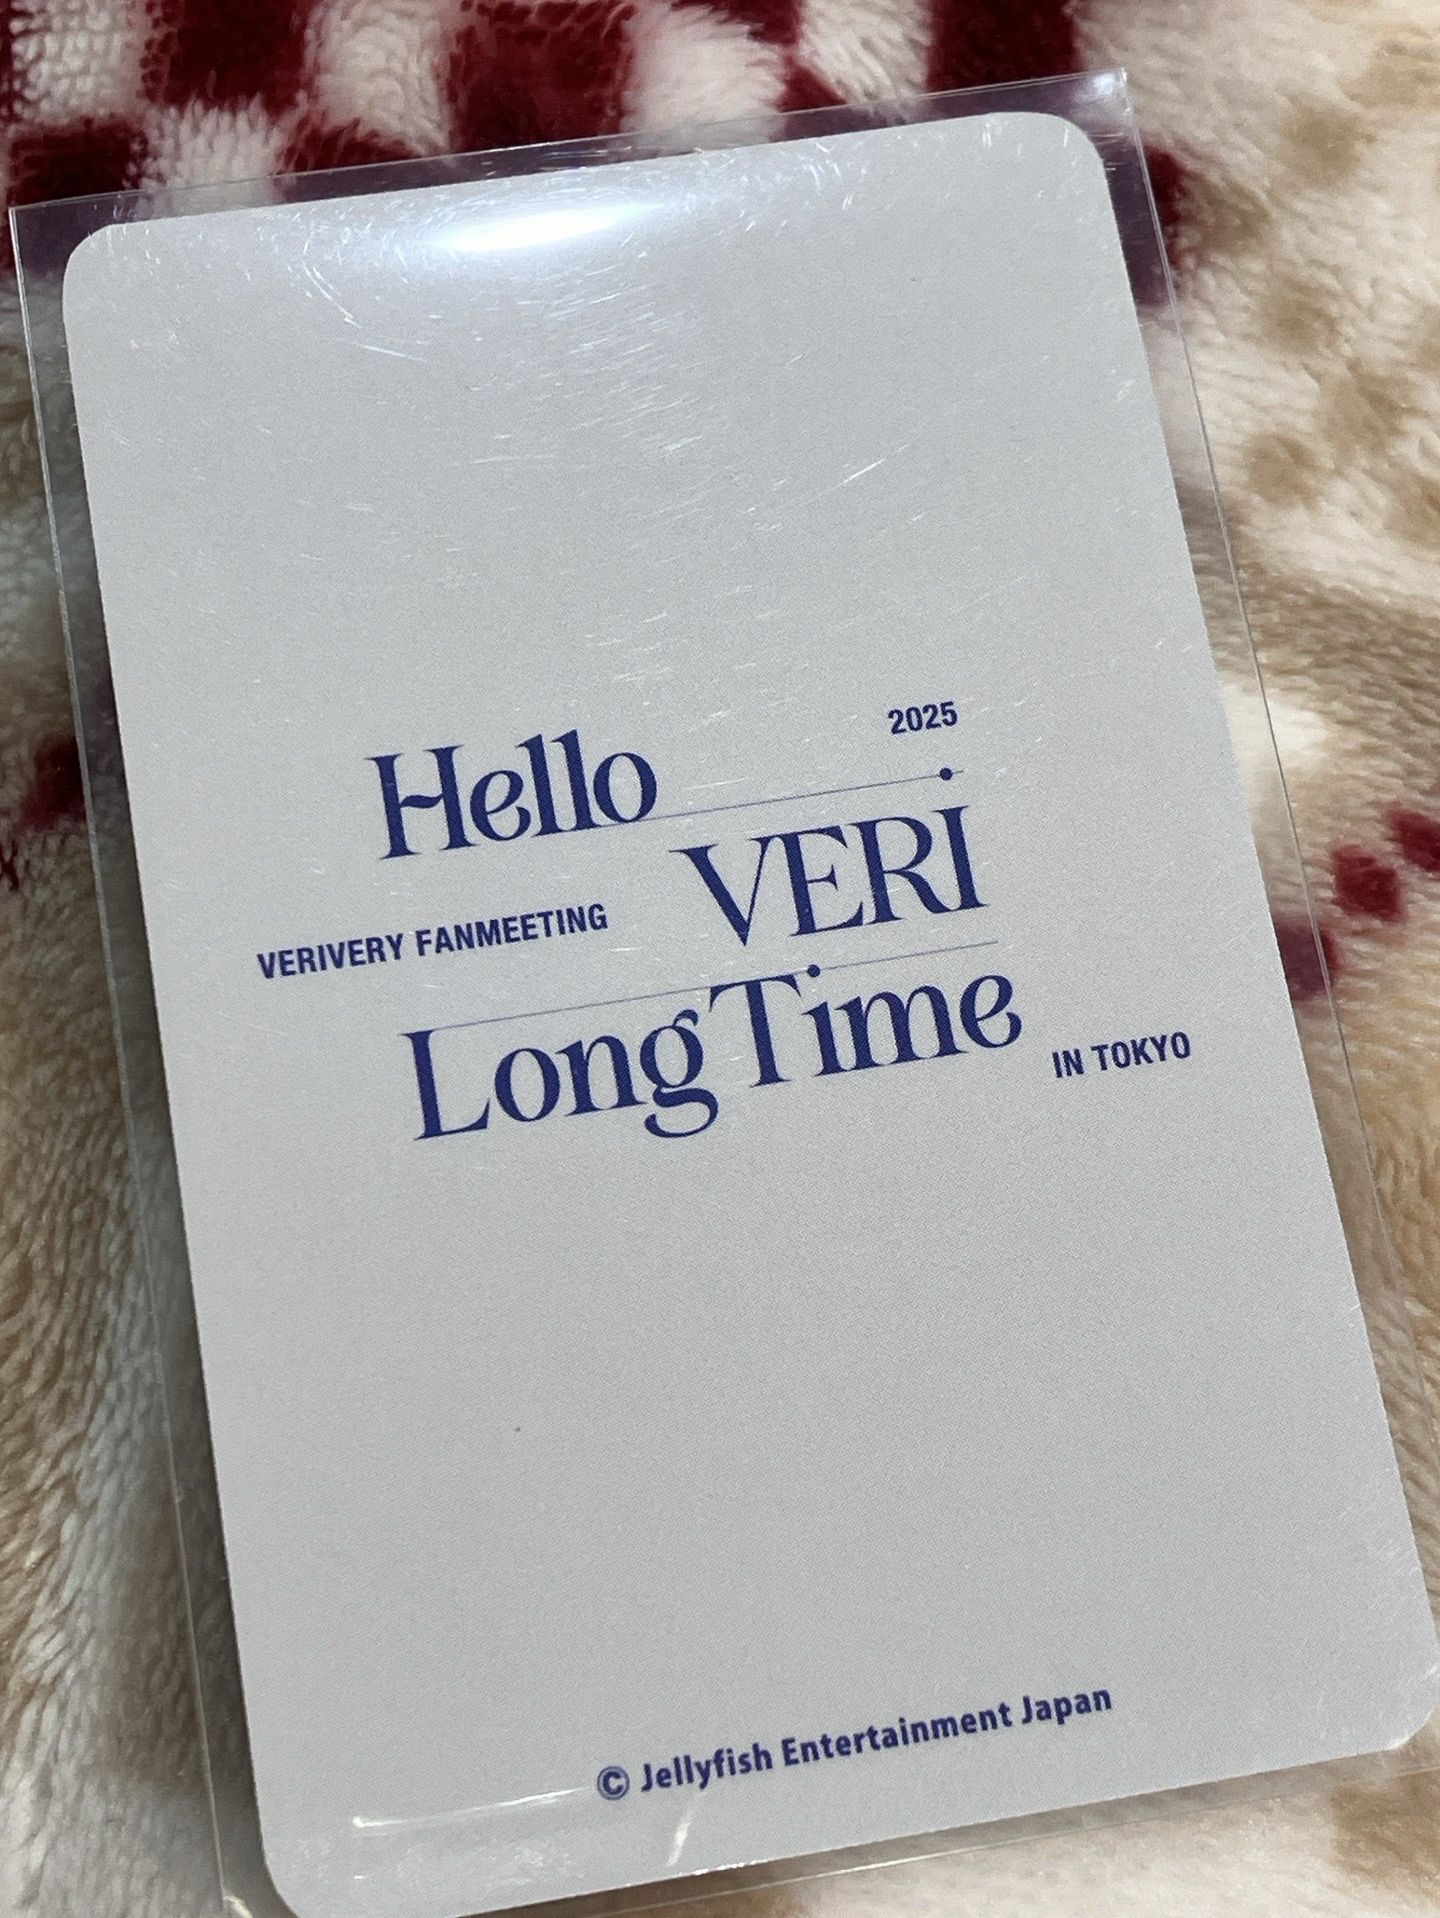 2025
Hello
VERI
VERIVERY FANMEETING
Long Time
IN TOKYO
© Jellyfish Entertainment Japan